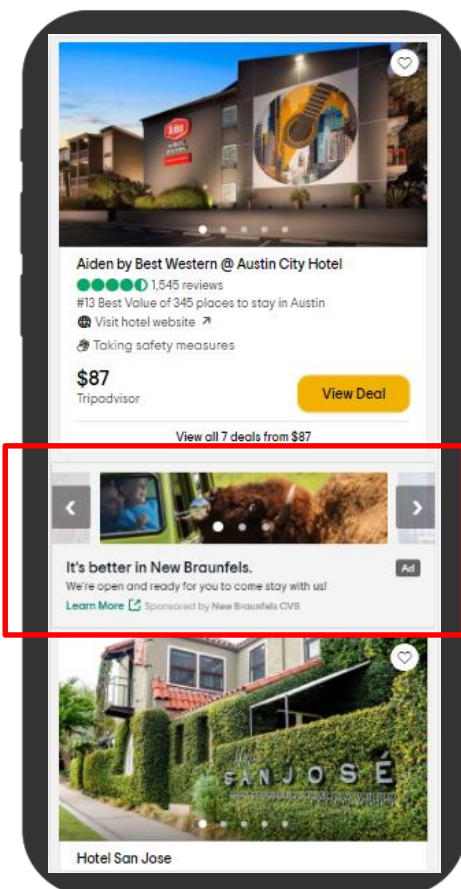 Aiden
Aiden by Best Western @ Austin City Hotel
1,545 reviews
#13 Best Value of 345 places to stay in Austin
Visit hotel website
Taking safety measures
$87
Tripadvisor
View Deal
View all 7 deals from $87
It's better in New Braunfels.
Ad
We're open and ready for you to come stay with us!
Learn More Sponsored by New Braunfels CVB
SAN JOSÉ
Hotel San Jose